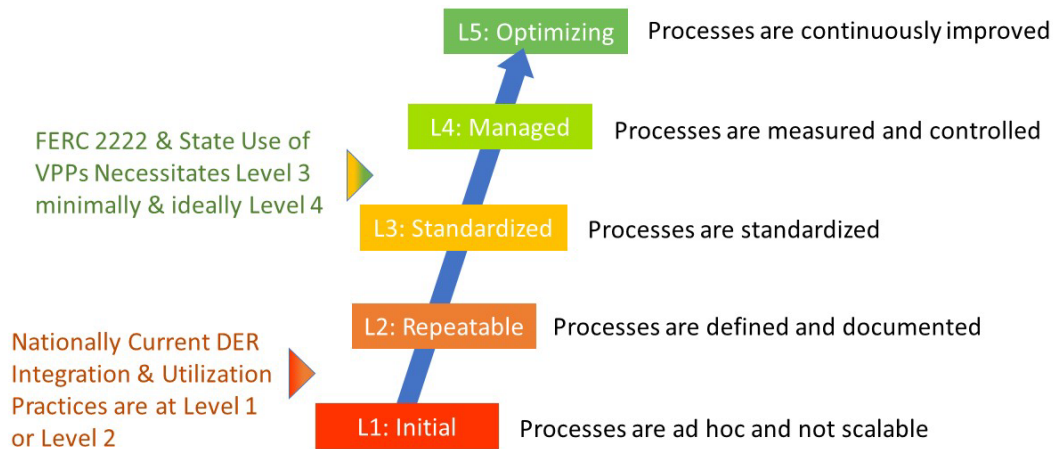 L5: Optimizing
Processes are continuously improved
L4: Managed
Processes are measured and controlled
FERC 2222 & State Use of
VPPs Necessitates Level 3
minimally & ideally Level 4
L3: Standardized
Processes are standardized
L2: Repeatable
Processes are defined and documented
Nationally Current DER
Integration & Utilization
Practices are at Level 1
or Level 2
L1: Initial
Processes are ad hoc and not scalable